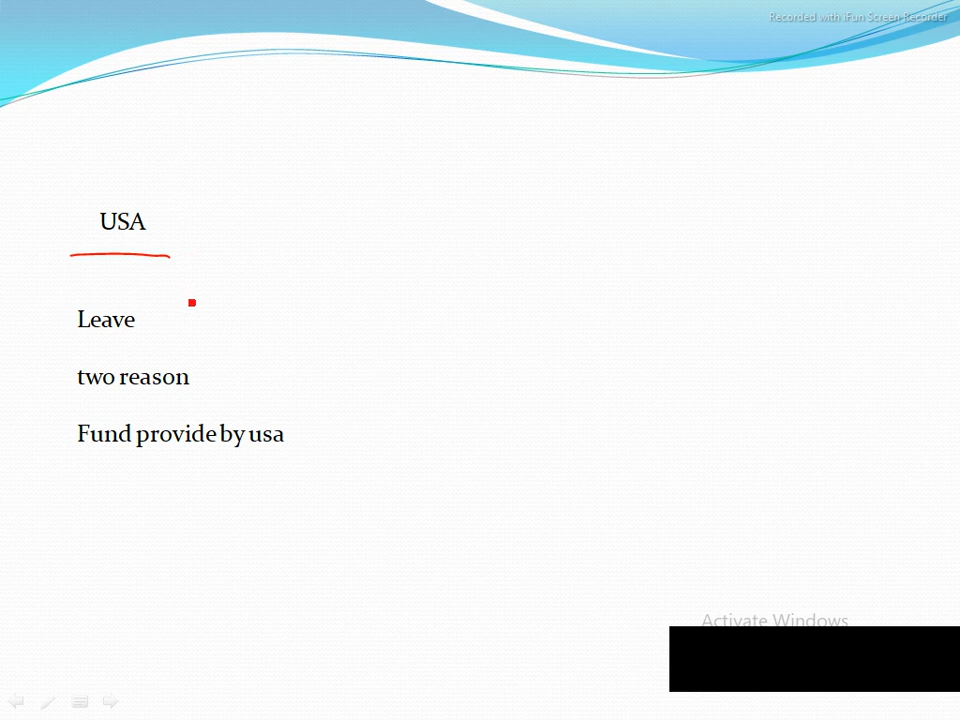 Recorded with iFun Screen Recorder
USA
Leave
two reason
Fund provide by usa
Activate Windows